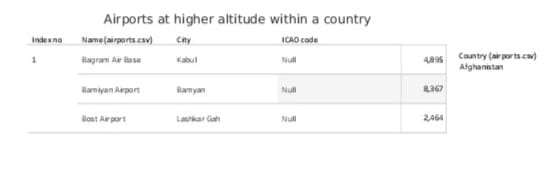 Airports at higher altitude within a country
Index no Name (airports.csv) City ICAO code
1 Bagram Air Base Kabul Null 4,895 Country (airports.csv)
Afghanistan
Bamiyan Airport Bamyan Null 8,367
Bost Airport Lashkar Gah Null 2,464